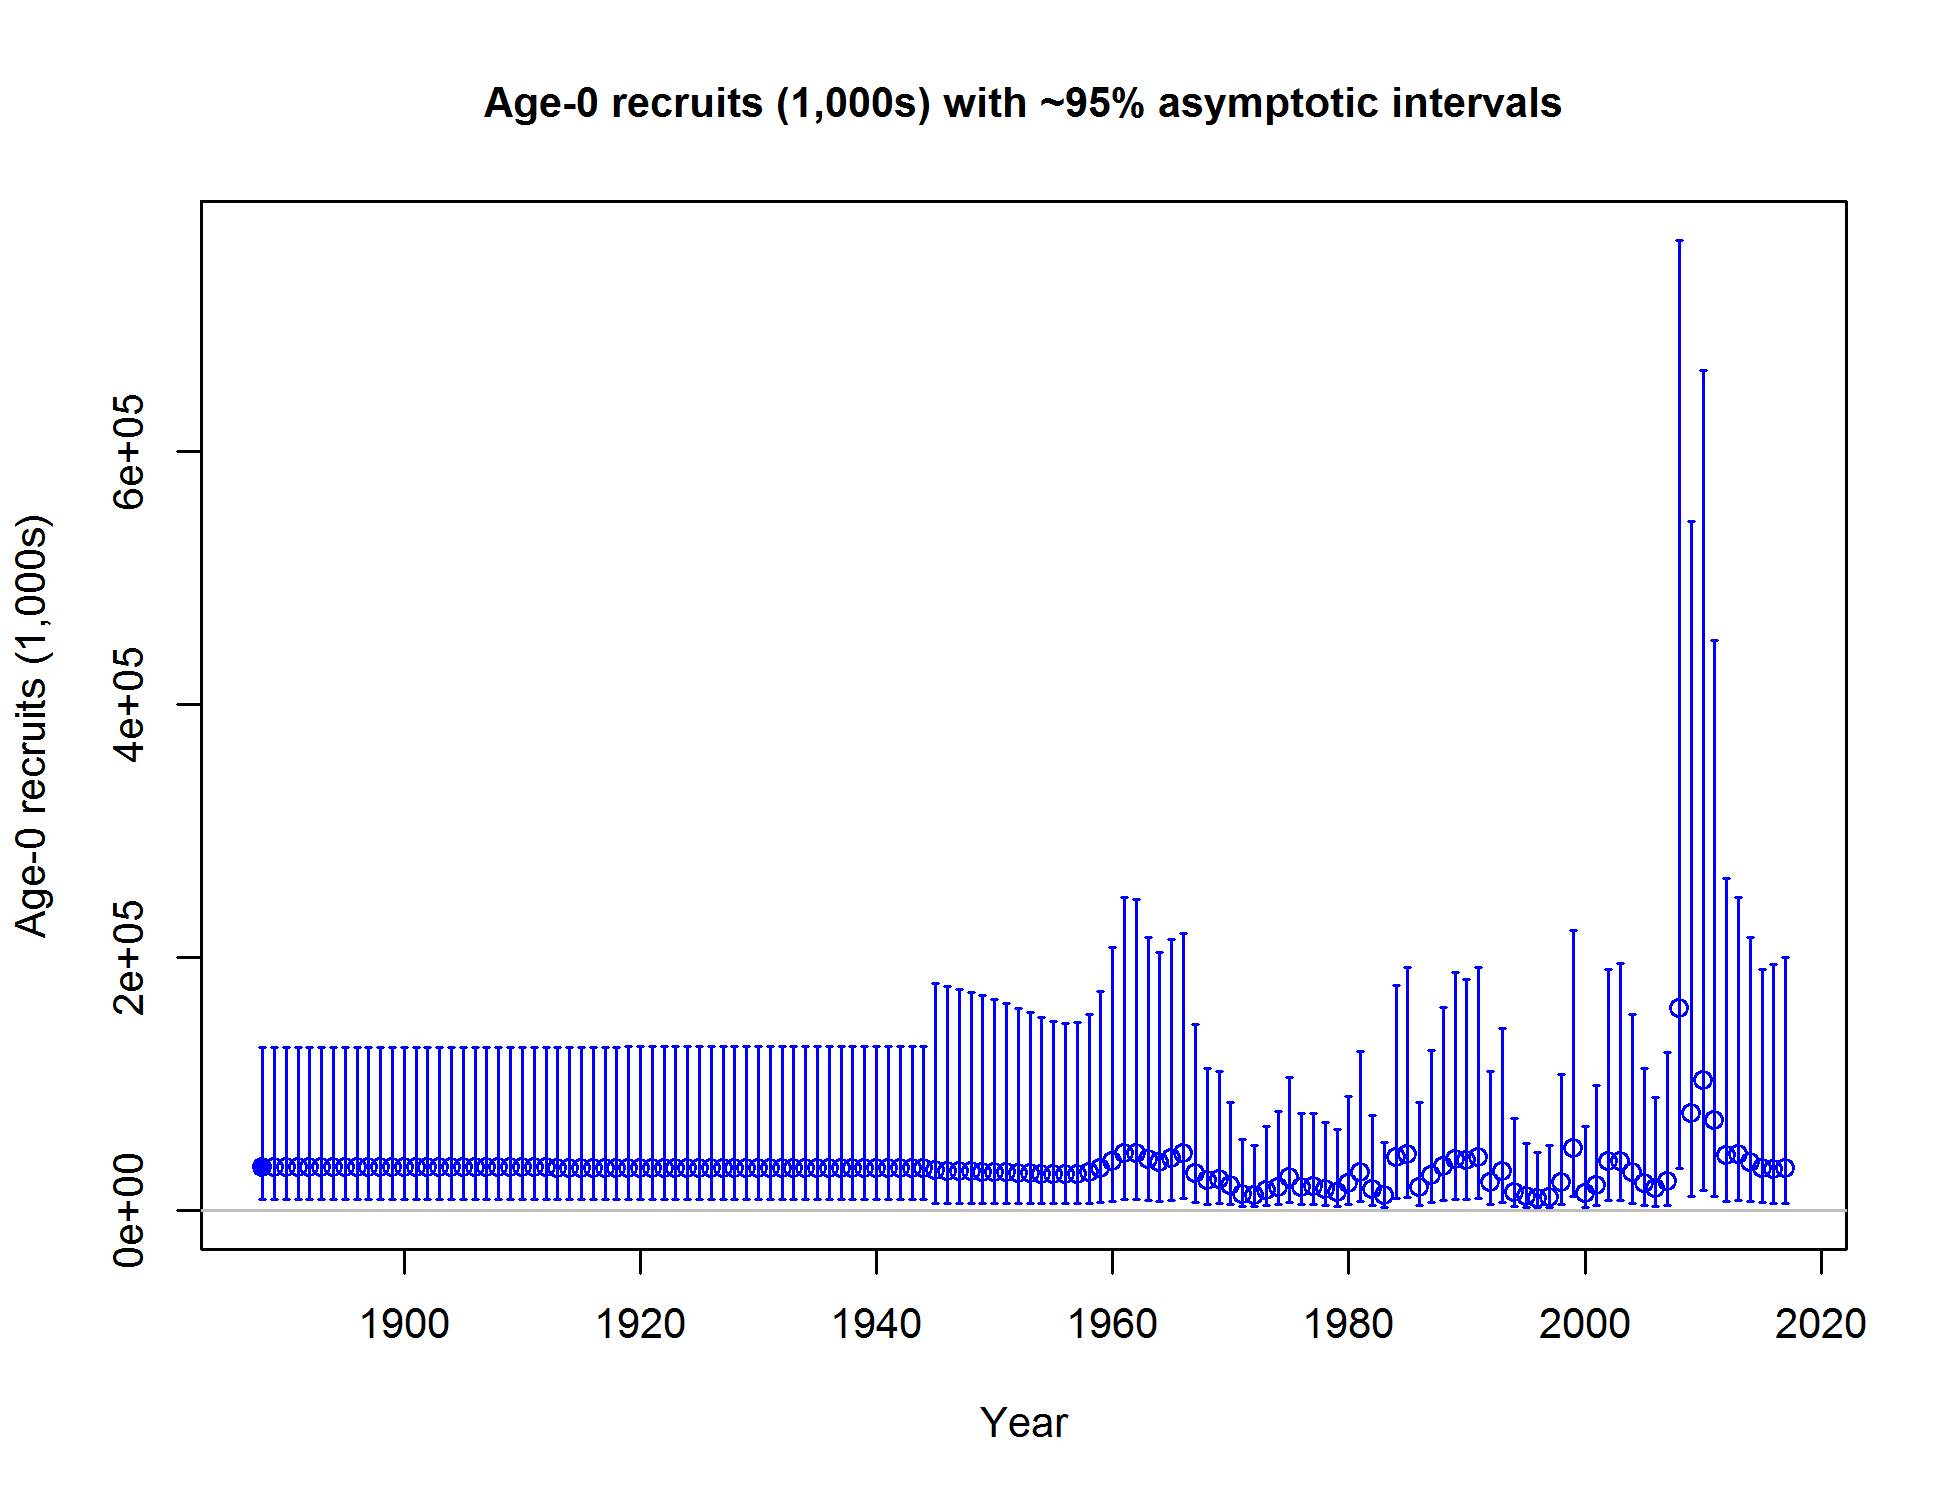 Age-0 recruits (1,000s) with ~95% asymptotic intervals
Age-0 recruits (1,000s)
6e+05
4e+05
2e+05
0e+00
1900 1920 1940 1960 1980 2000 2020
Year